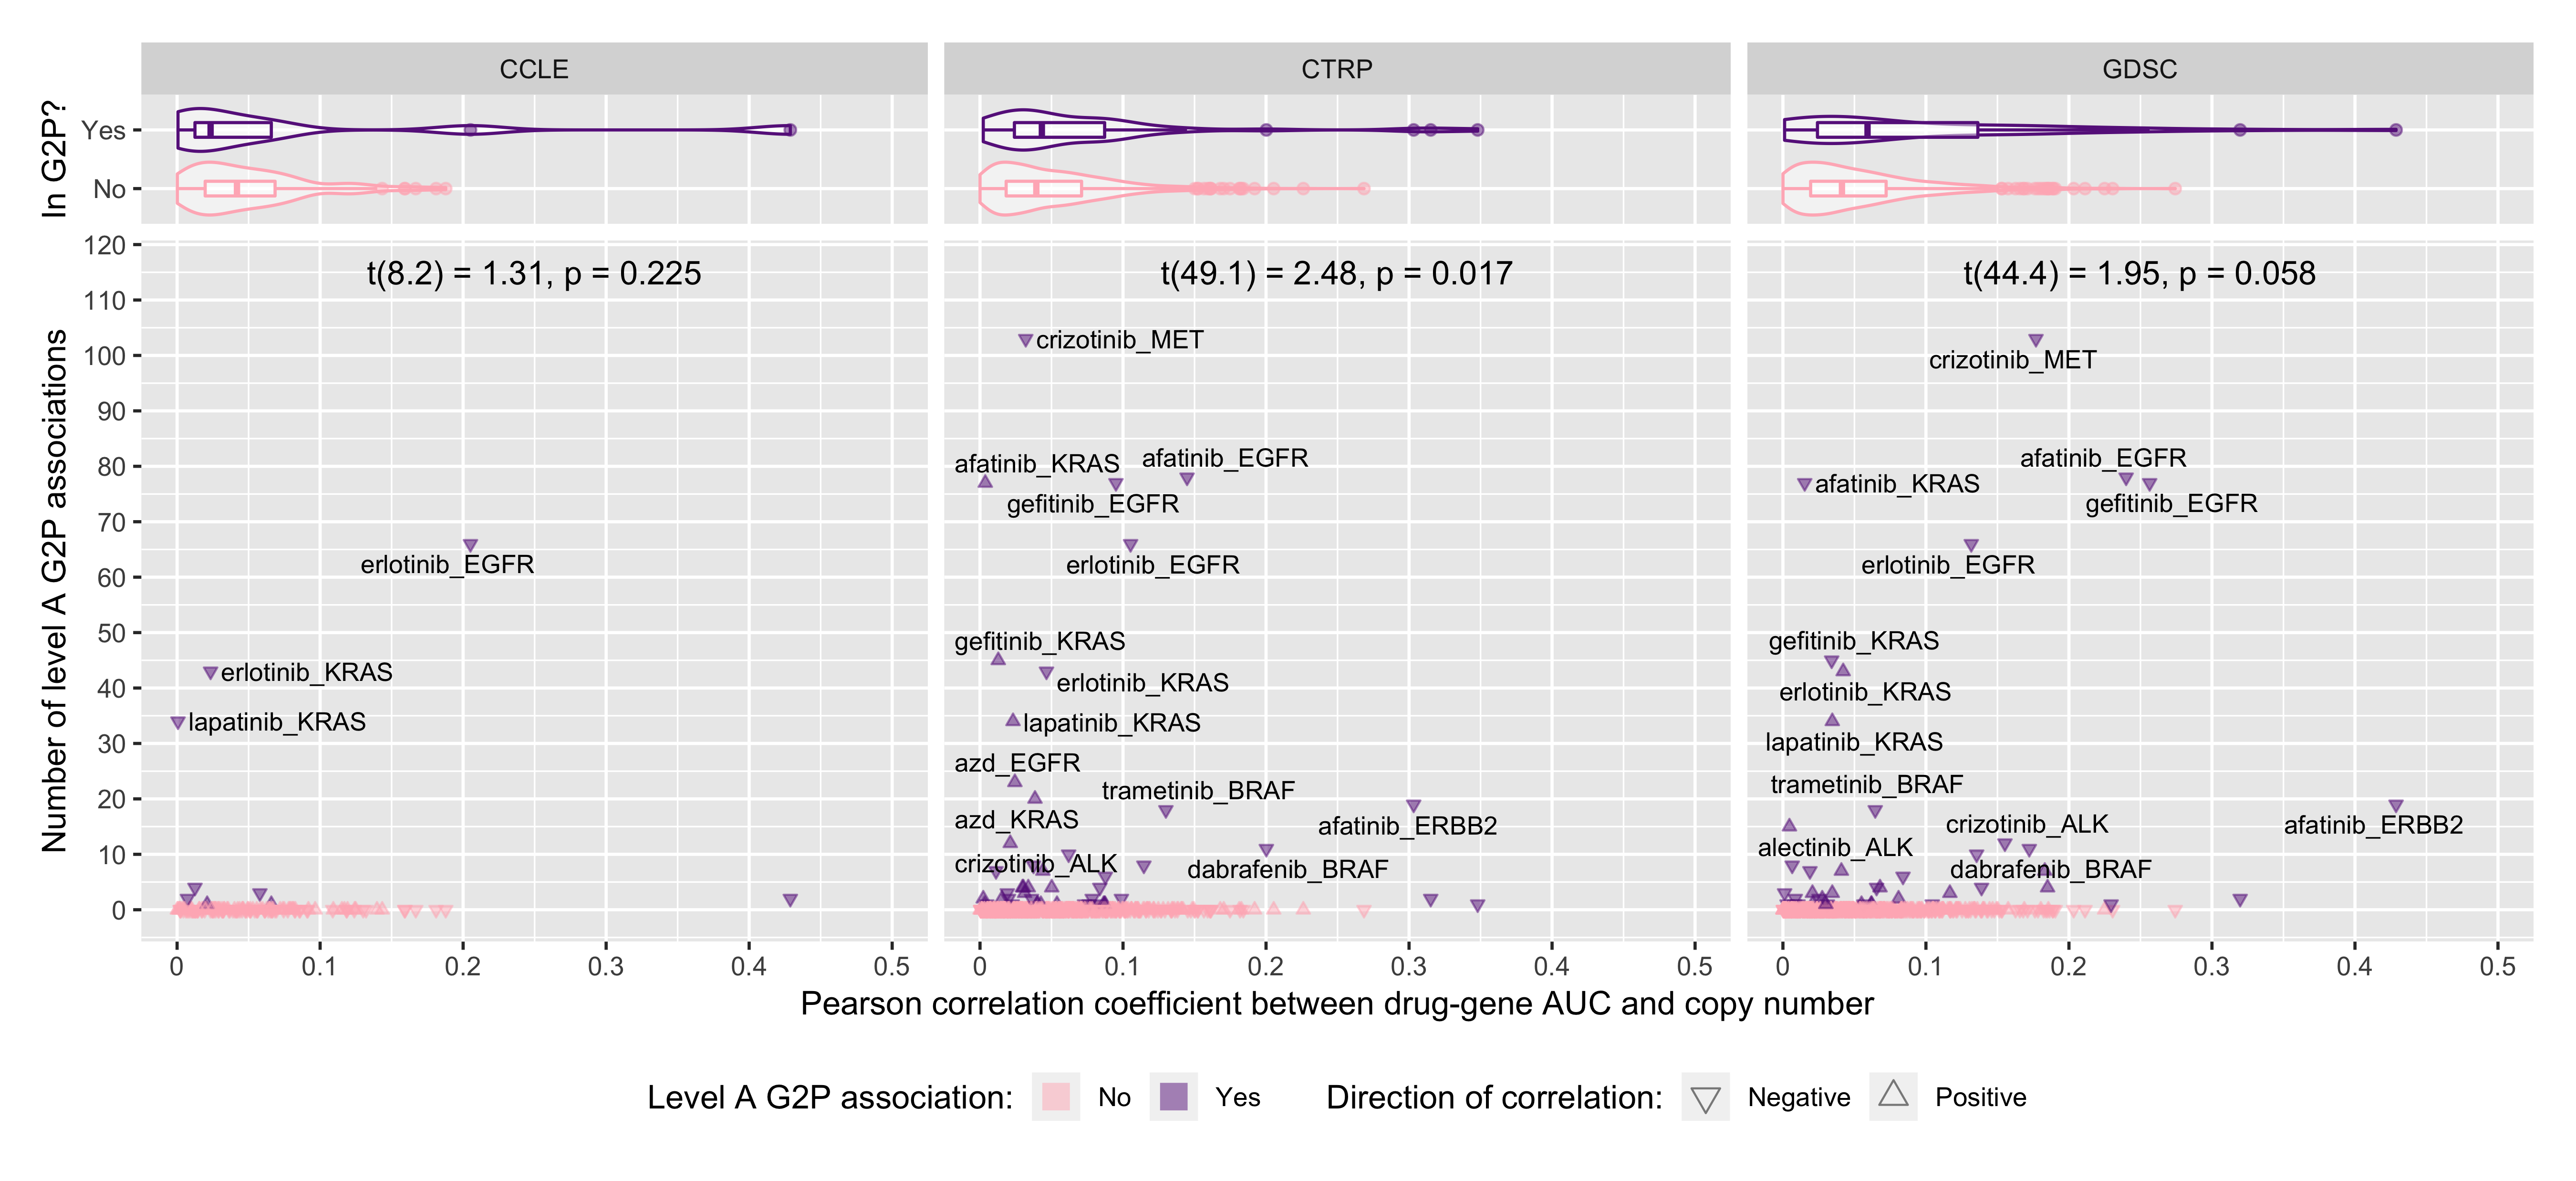 CCLE
CTRP
GDSC
In G2P?
Yes
No
Number of level A G2P associations
120
110
100
90
80
70
60
50
40
30
20
10
0
t(8.2) = 1.31, p = 0.225
erlotinib_EGFR
erlotinib_KRAS
lapatinib_KRAS
0 0.1 0.2 0.3 0.4 0.5
t(49.1) = 2.48, p = 0.017
crizotinib_MET
afatinib_KRAS
afatinib_EGFR
gefitinib_EGFR
erlotinib_EGFR
gefitinib_KRAS
erlotinib_KRAS
lapatinib_KRAS
azd_EGFR
trametinib_BRAF
azd_KRAS
afatinib_ERBB2
crizotinib_ALK
dabrafenib_BRAF
0 0.1 0.2 0.3 0.4 0.5
t(44.4) = 1.95, p = 0.058
crizotinib_MET
afatinib_EGFR
afatinib_KRAS
gefitinib_EGFR
erlotinib_EGFR
gefitinib_KRAS
erlotinib_KRAS
lapatinib_KRAS
trametinib_BRAF
crizotinib_ALK
afatinib_ERBB2
alectinib_ALK
dabrafenib_BRAF
0 0.1 0.2 0.3 0.4 0.5
Pearson correlation coefficient between drug-gene AUC and copy number
Level A G2P association: No Yes Direction of correlation: Negative Positive